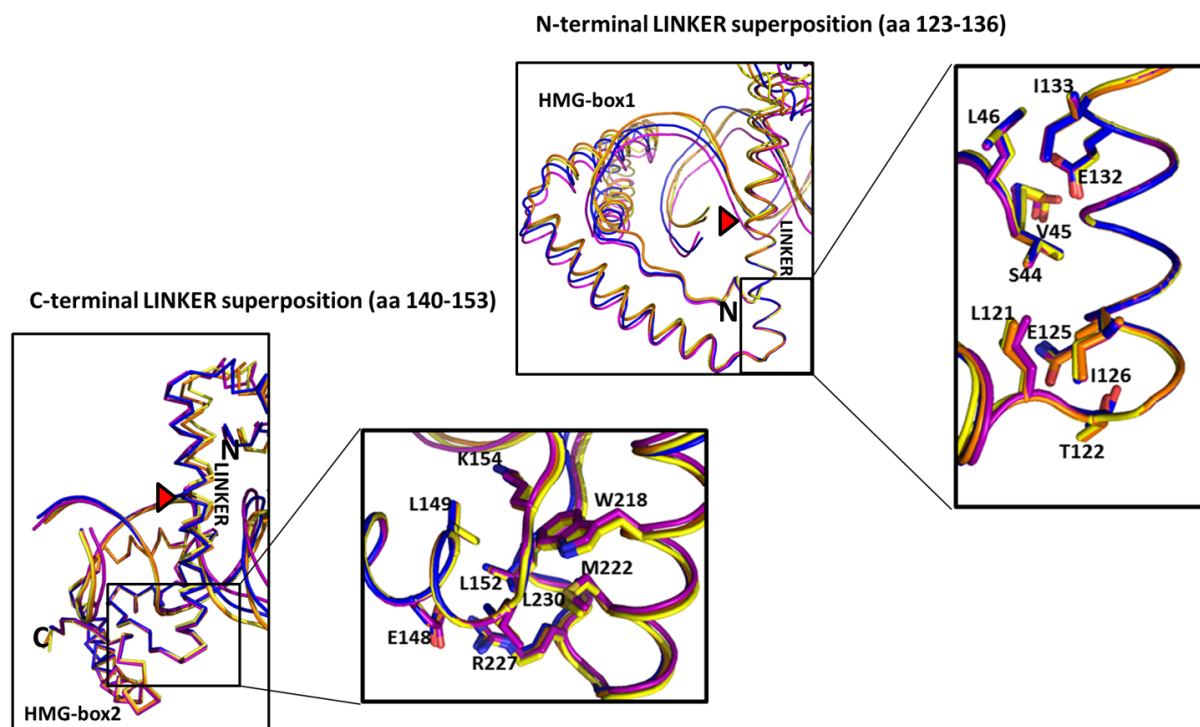 N-terminal LINKER superposition (aa 123-136)
HMG-box1
LINKER
N
I133
L46
E132
V45
S44
L121
E125
I126
T122
C-terminal LINKER superposition (aa 140-153)
N
LINKER
C
HMG-box2
K154
L149
W218
L152
M222
L230
E148
R227